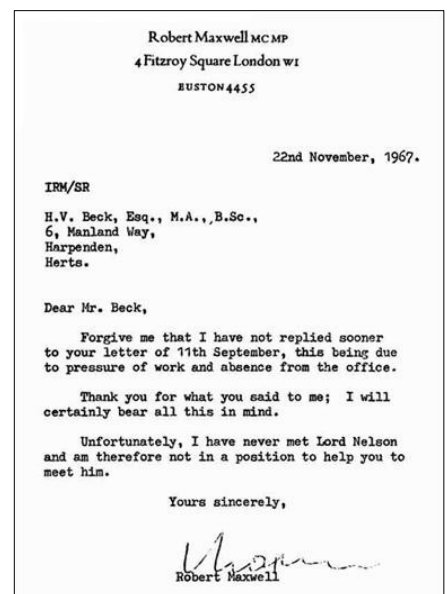 Robert Maxwell MC MP
4 Fitzroy Square London W1
EUSTON 4455
22nd November, 1967.
IRM/SR
H.V. Beck, Esq., M.A., B.Sc.,
6, Manland Way,
Harpenden,
Herts.
Dear Mr. Beck,
Forgive me that I have not replied sooner
to your letter of 11th September, this being due
to pressure of work and absence from the office.
Thank you for what you said to me; I will
certainly bear all this in mind.
Unfortunately, I have never met Lord Nelson
and am therefore not in a position to help you to
meet him.
Yours sincerely,
Robert Maxwell